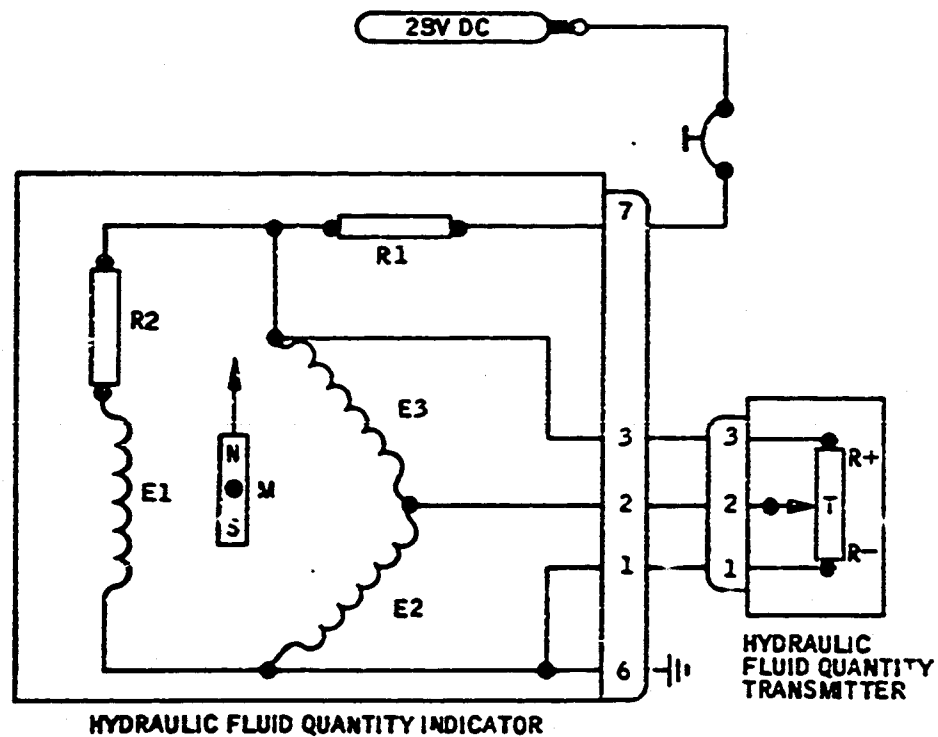 28V DC
7
R1
R2
E3
3
3
R+
N
M
E1
2
2
T
S
1
1
R-
E2
6
HYDRAULIC
FLUID QUANTITY
TRANSMITTER
HYDRAULIC FLUID QUANTITY INDICATOR